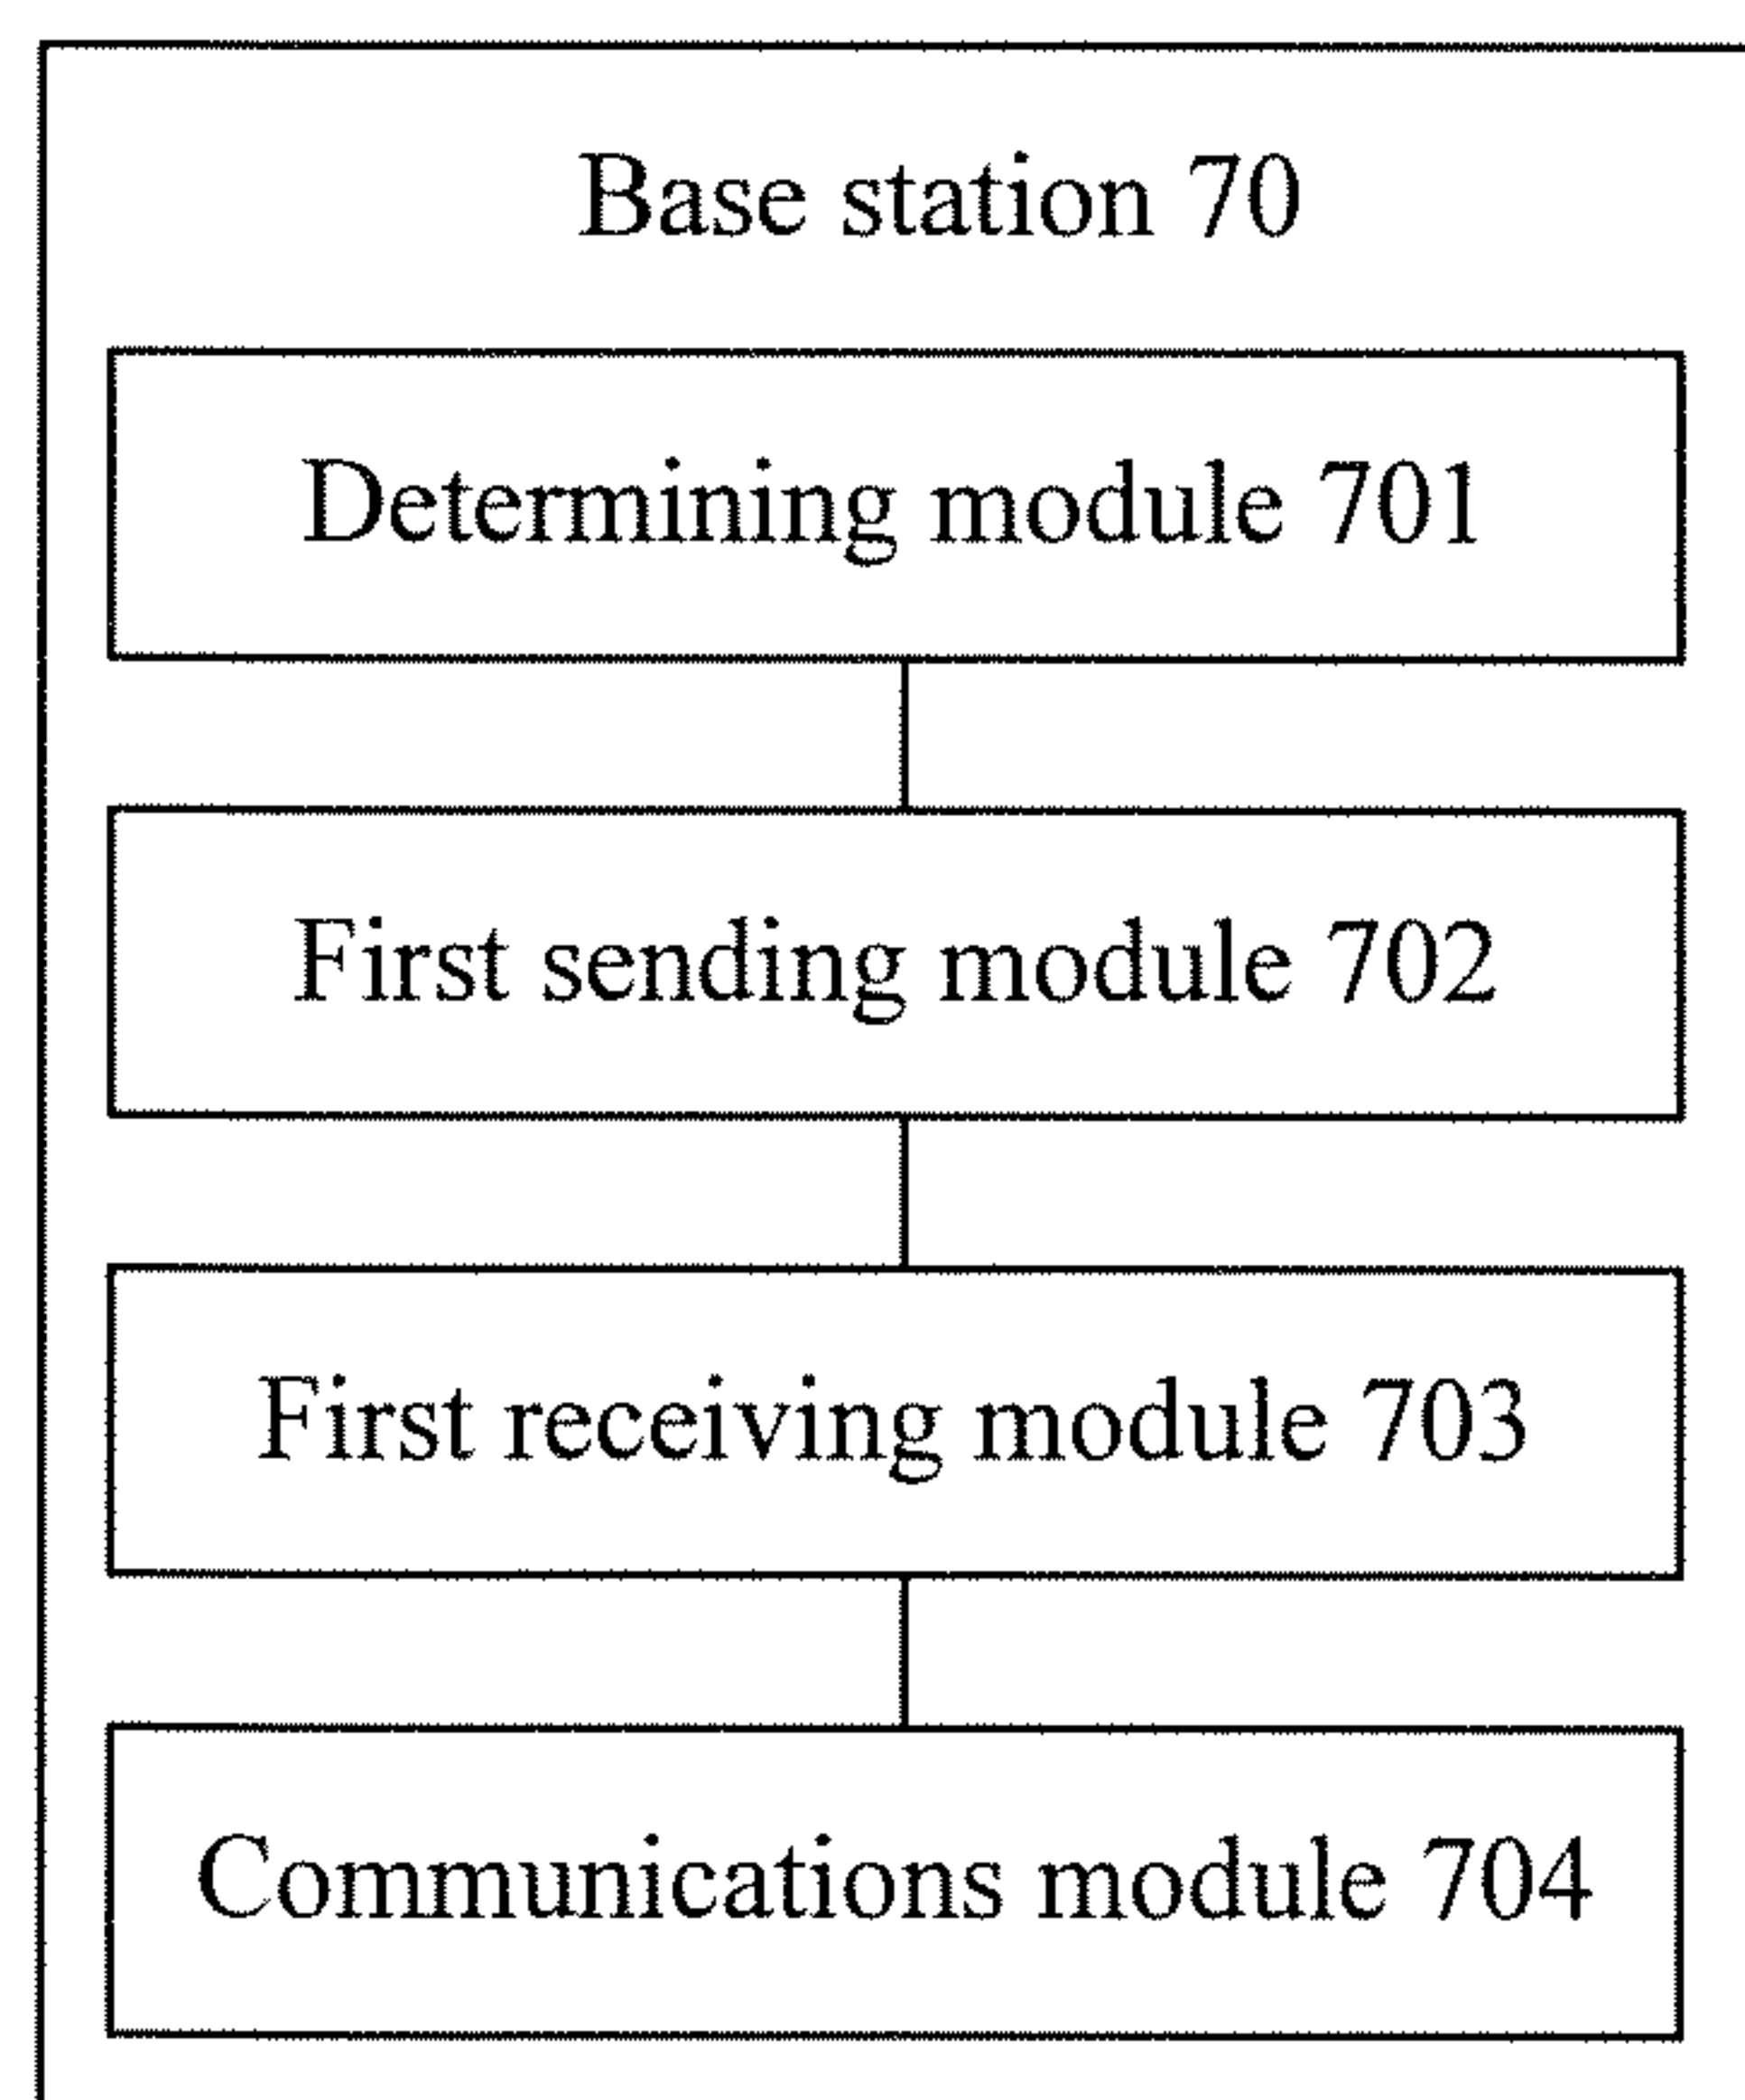 Base station 70
Determining module 701
First sending module 702
First receiving module 703
Communications module 704